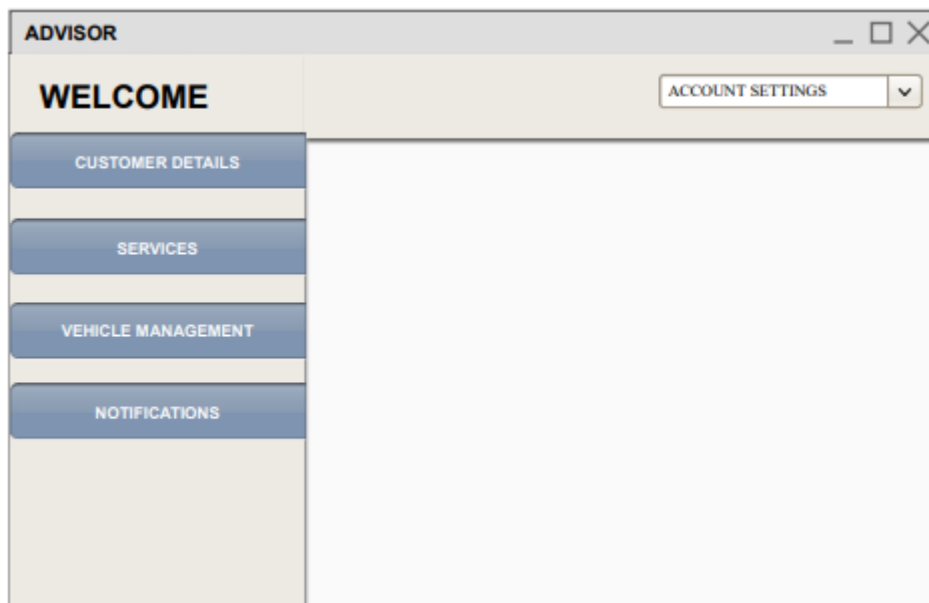 ADVISOR
WELCOME
ACCOUNT SETTINGS
CUSTOMER DETAILS
SERVICES
VEHICLE MANAGEMENT
NOTIFICATIONS